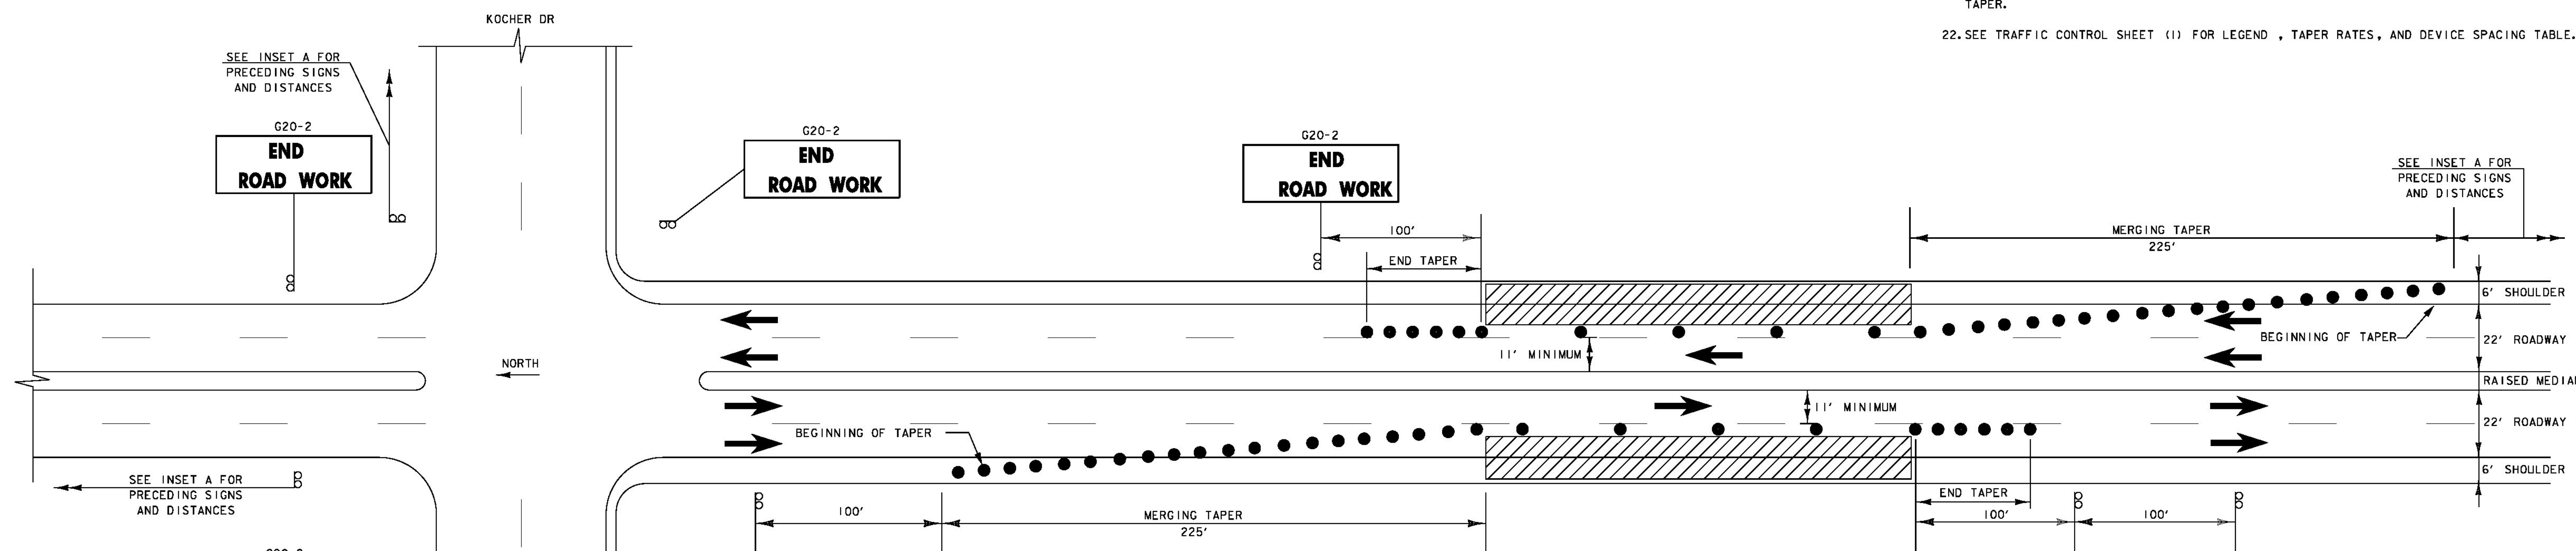 TAPER.
22. SEE TRAFFIC CONTROL SHEET (1) FOR LEGEND , TAPER RATES, AND DEVICE SPACING TABLE.
KOCHER DR
SEE INSET A FOR
PRECEDING SIGNS
AND DISTANCES
G20-2
END
ROAD WORK
G20-2
END
ROAD WORK
G20-2
END
ROAD WORK
SEE INSET A FOR
PRECEDING SIGNS
AND DISTANCES
100'
END TAPER
MERGING TAPER
225'
6' SHOULDER
BEGINNING OF TAPER
22' ROADWAY
11' MINIMUM
NORTH
RAISED MEDIA
11' MINIMUM
22' ROADWAY
BEGINNING OF TAPER
6' SHOULDER
SEE INSET A FOR
PRECEDING SIGNS
AND DISTANCES
100'
MERGING TAPER
225'
END TAPER
100'
100'